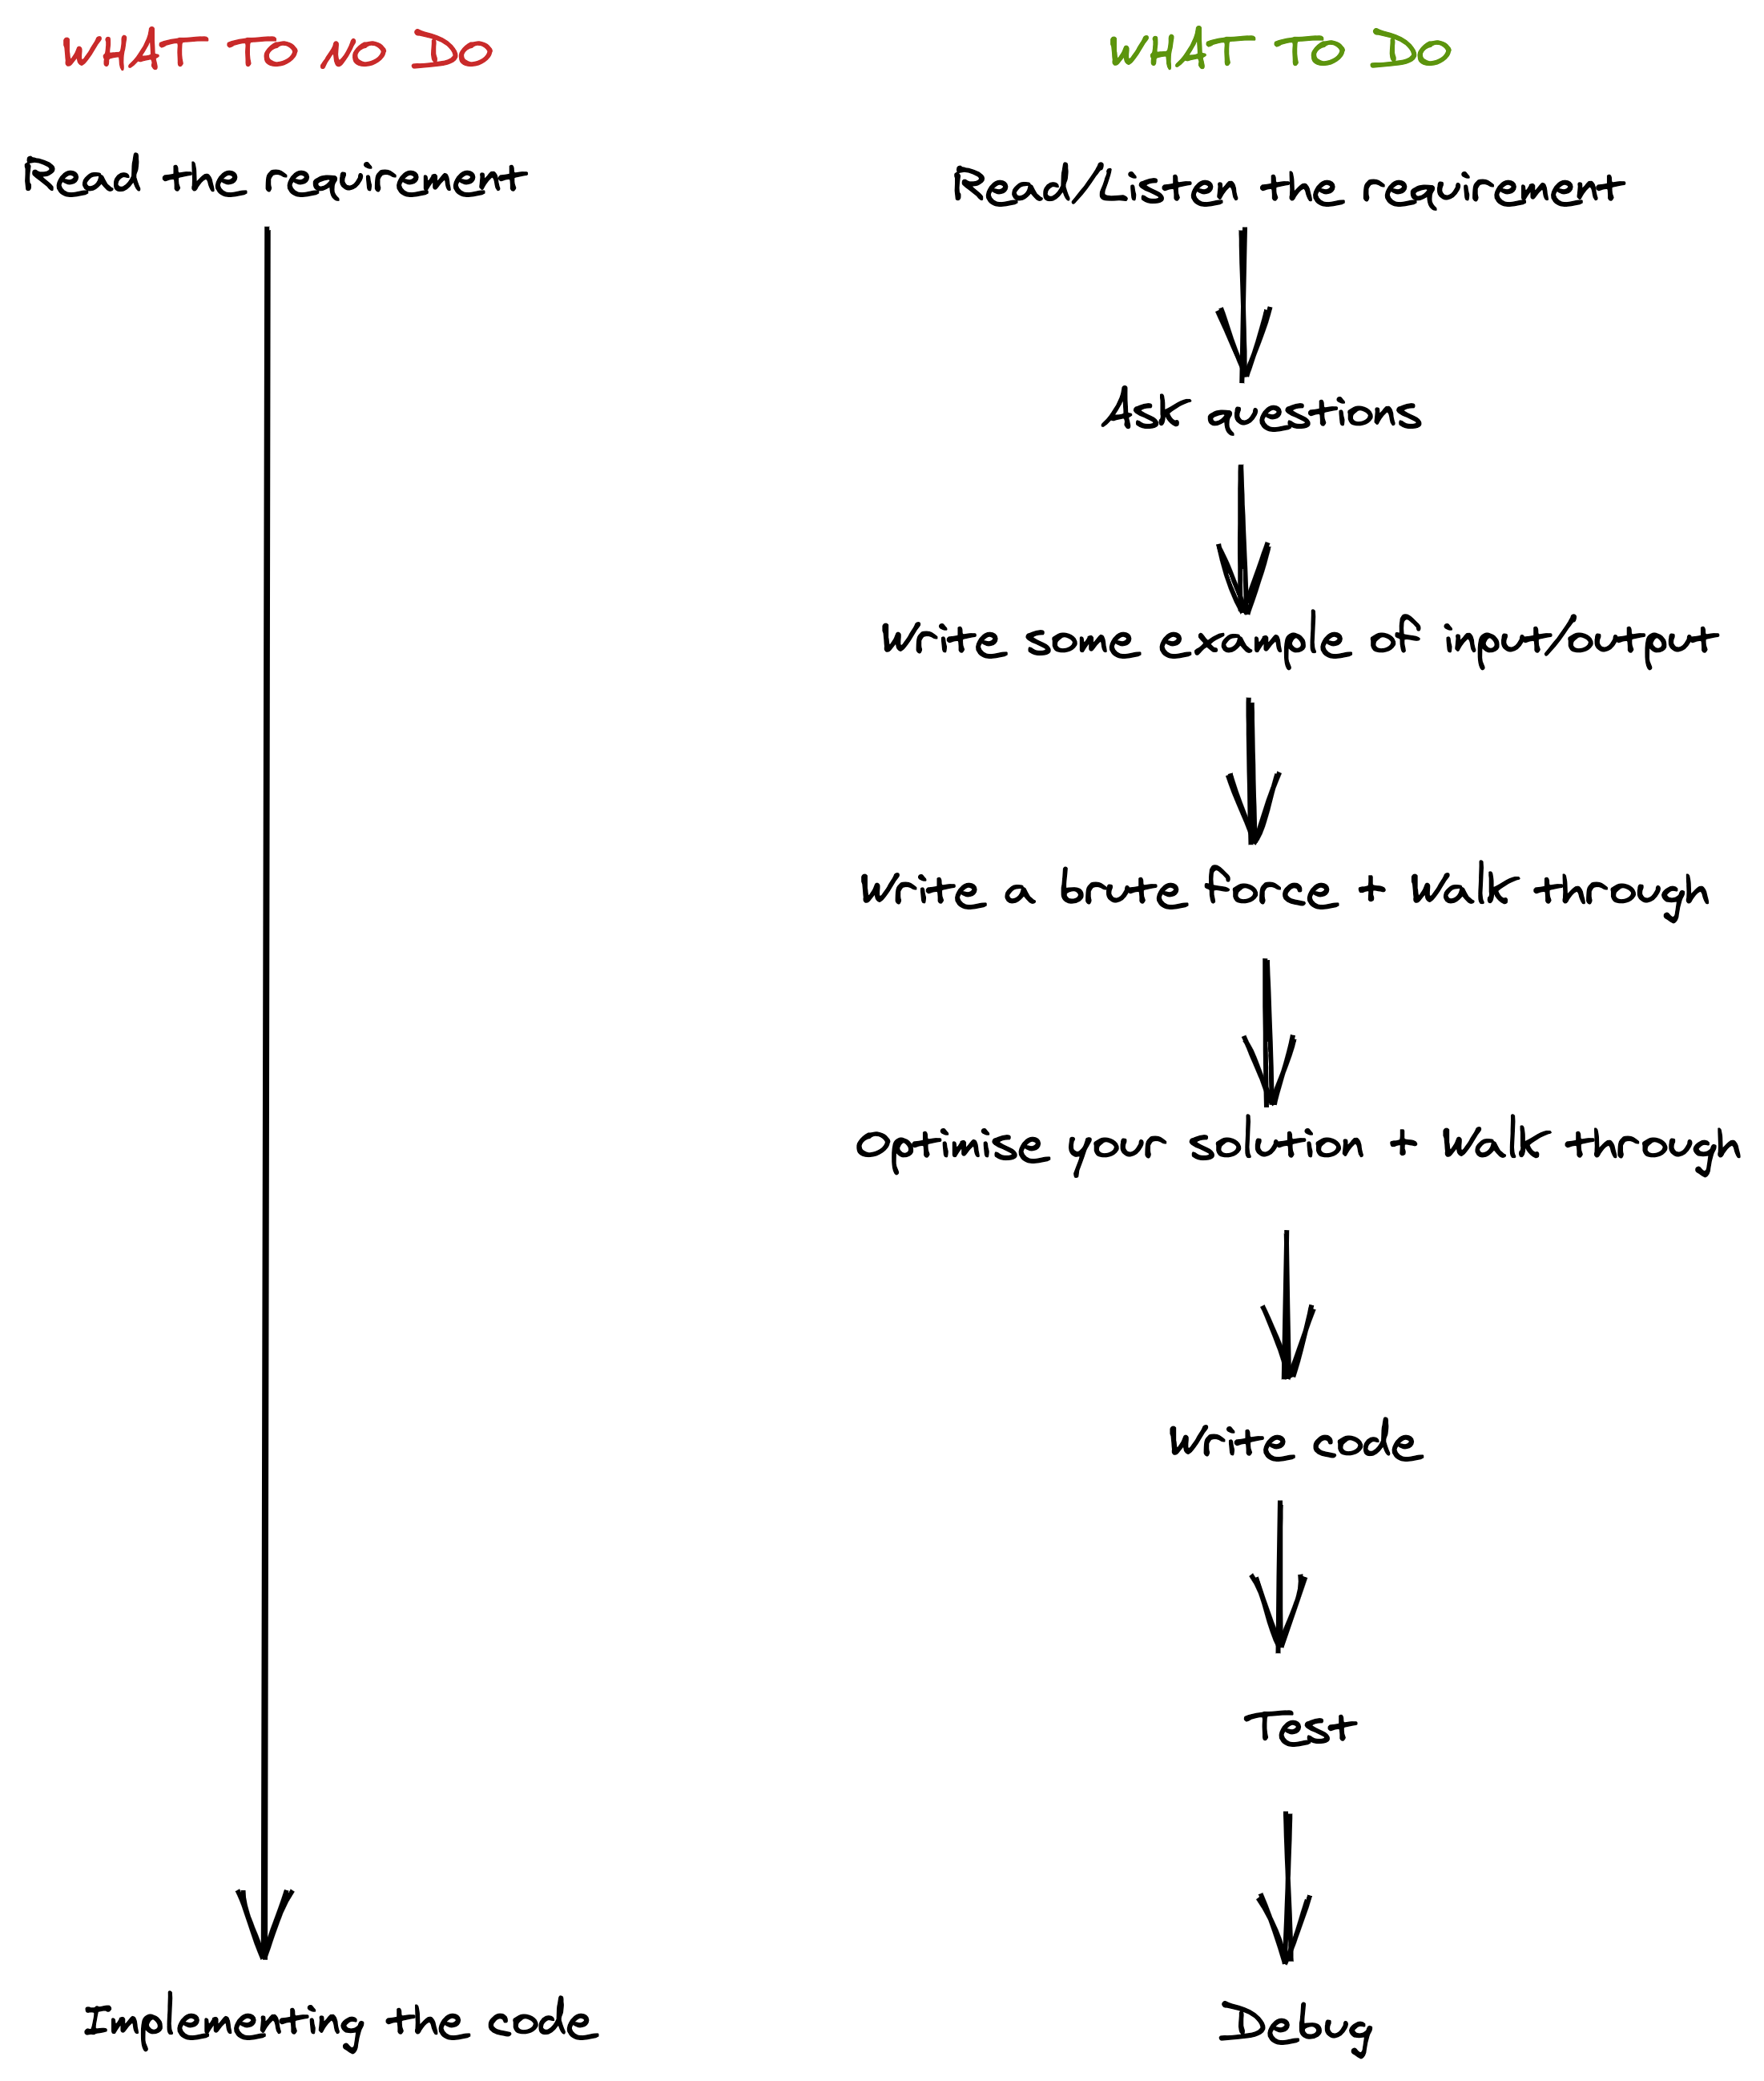 WHAT TO NO DO
Read the requirement
Implementing the code
WHAT TO DO
Read/Listen the requirement
Ask questions
Write some example of input/output
Write a brute force + Walk through
Optimise your solution + Walk through
Write code
Test
Debug